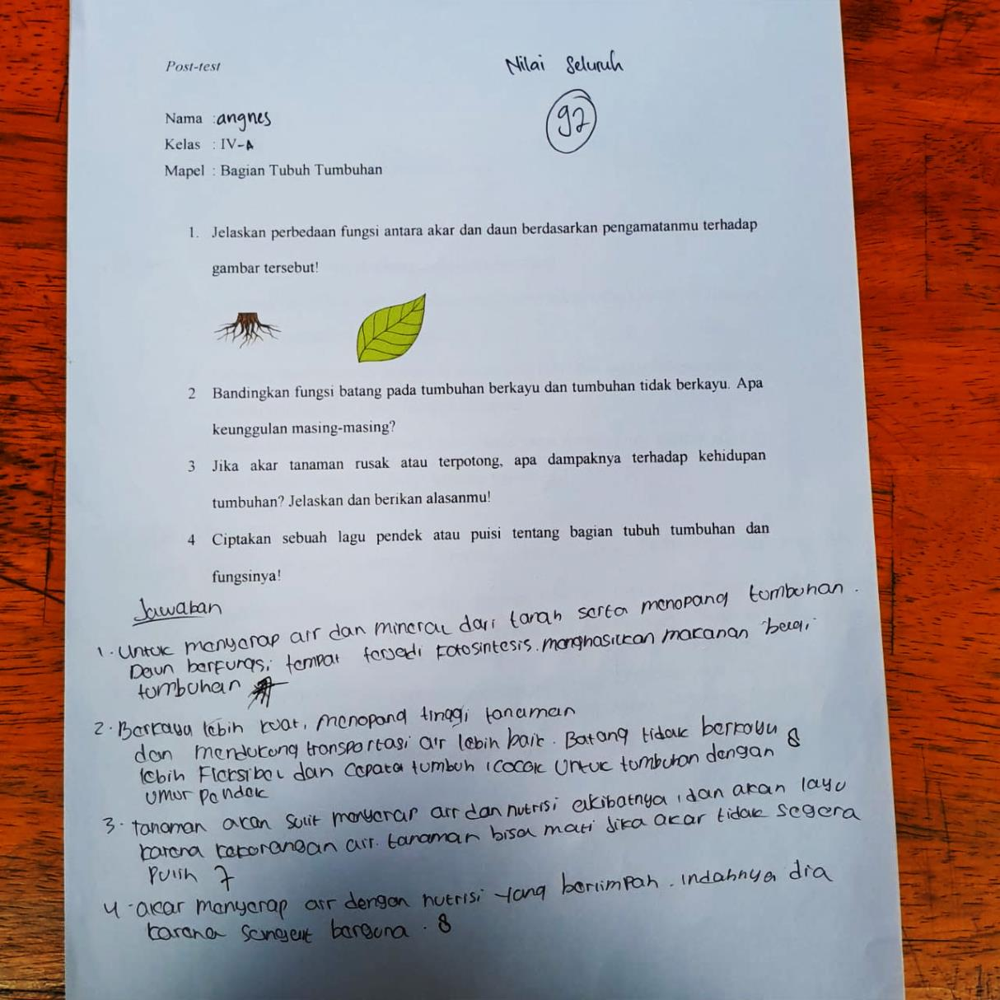 Post-test
Nilai Seluruh
92
Nama : angnes
Kelas : IV-A
Mapel : Bagian Tubuh Tumbuhan
1. Jelaskan perbedaan fungsi antara akar dan daun berdasarkan pengamatanmu terhadap
gambar tersebut!
2 Bandingkan fungsi batang pada tumbuhan berkayu dan tumbuhan tidak berkayu. Apa
keunggulan masing-masing?
3 Jika akar tanaman rusak atau terpotong, apa dampaknya terhadap kehidupan
tumbuhan? Jelaskan dan berikan alasanmu!
4 Ciptakan sebuah lagu pendek atau puisi tentang bagian tubuh tumbuhan dan
fungsinya!
Jawaban
1. Untuk menyerap air dan mineral dari tanah serta menopang tumbuhan.
Daun berfungsi tempat terjadi Fotosintesis. menghasilkan makanan bagi
tumbuhan
2. Berkayu lebih kuat, menopang tinggi tanaman
dan mendukung transportasi air lebih baik. Batang tidak berkayu 8
lebih Fleksibel dan cepata tumbuh, cocok untuk tumbuhan dengan
umur pendek
3. tanaman akan sulit menyerap air dan nutrisi akibatnya, dan akan layu
karena kekurangan air. tanaman bisa mati jika akar tidak segera
pulih 7
4. akar menyerap air dengan nutrisi yang berlimpah. indahnya dia
karena sangat berguna. 8